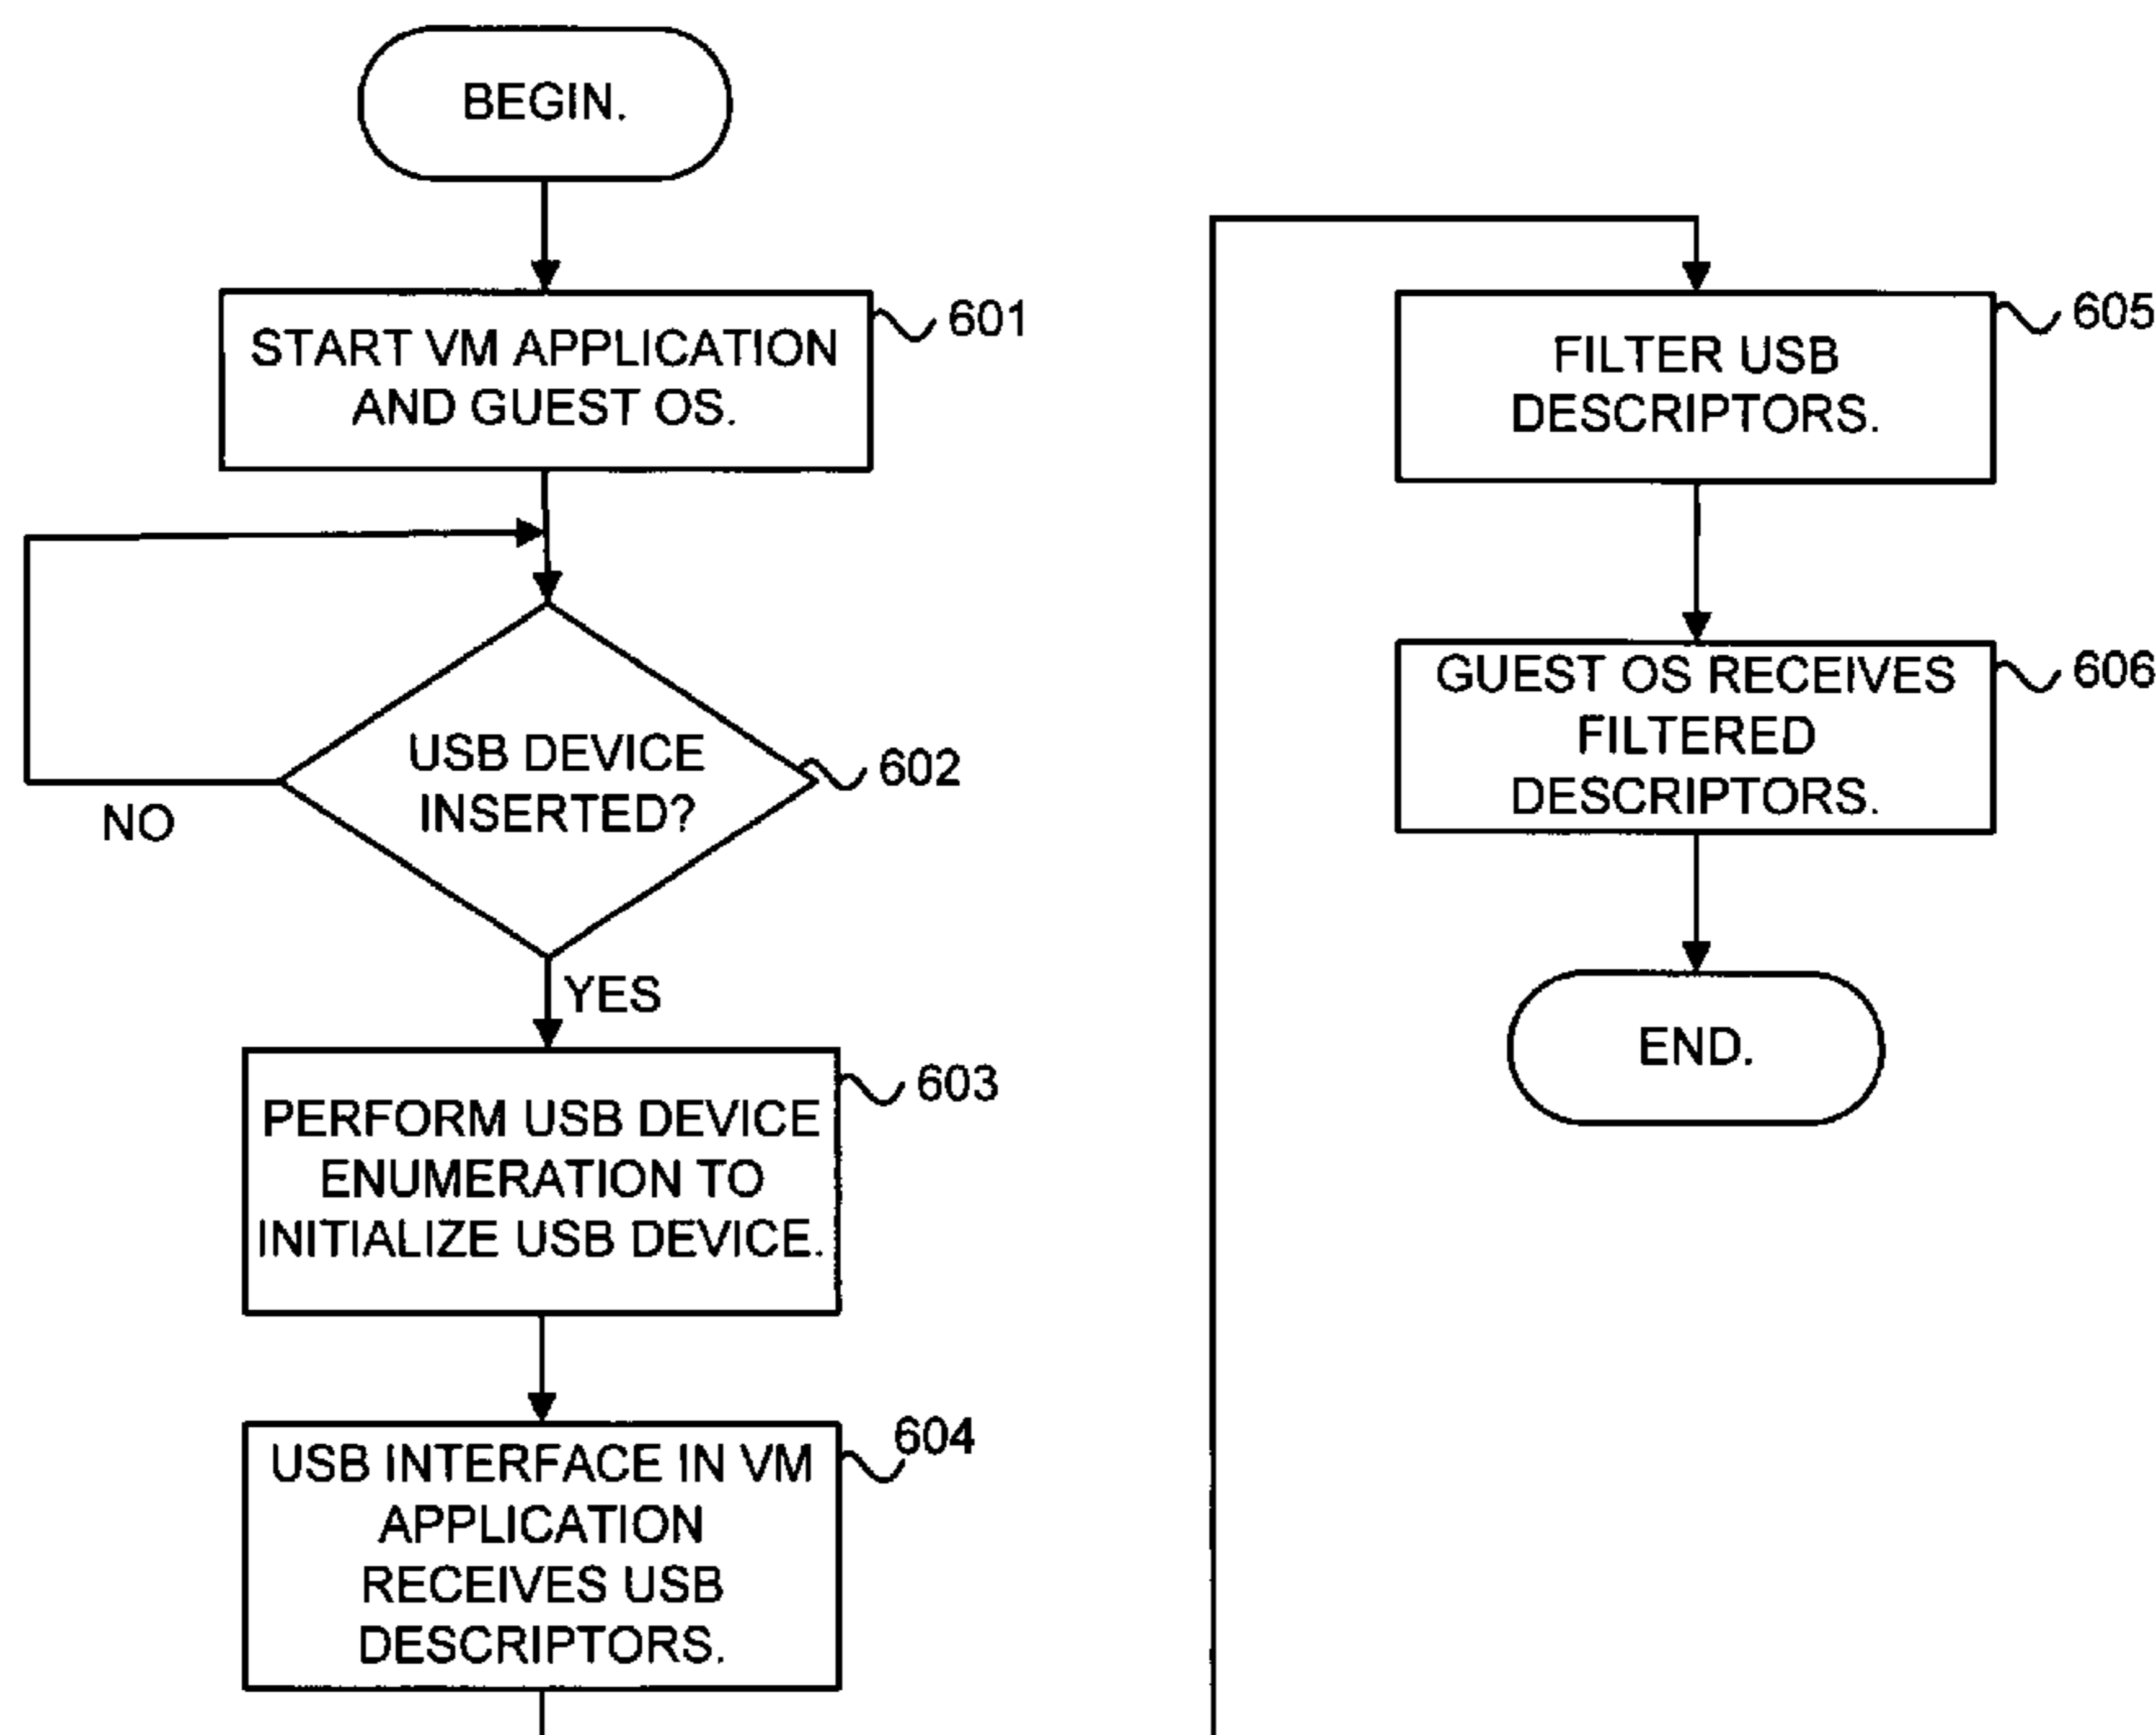 BEGIN.
START VM APPLICATION
AND GUEST OS.
601
USB DEVICE
INSERTED?
602
NO
YES
PERFORM USB DEVICE
ENUMERATION TO
INITIALIZE USB DEVICE.
603
USB INTERFACE IN VM
APPLICATION
RECEIVES USB
DESCRIPTORS.
604
FILTER USB
DESCRIPTORS.
605
GUEST OS RECEIVES
FILTERED
DESCRIPTORS.
606
END.